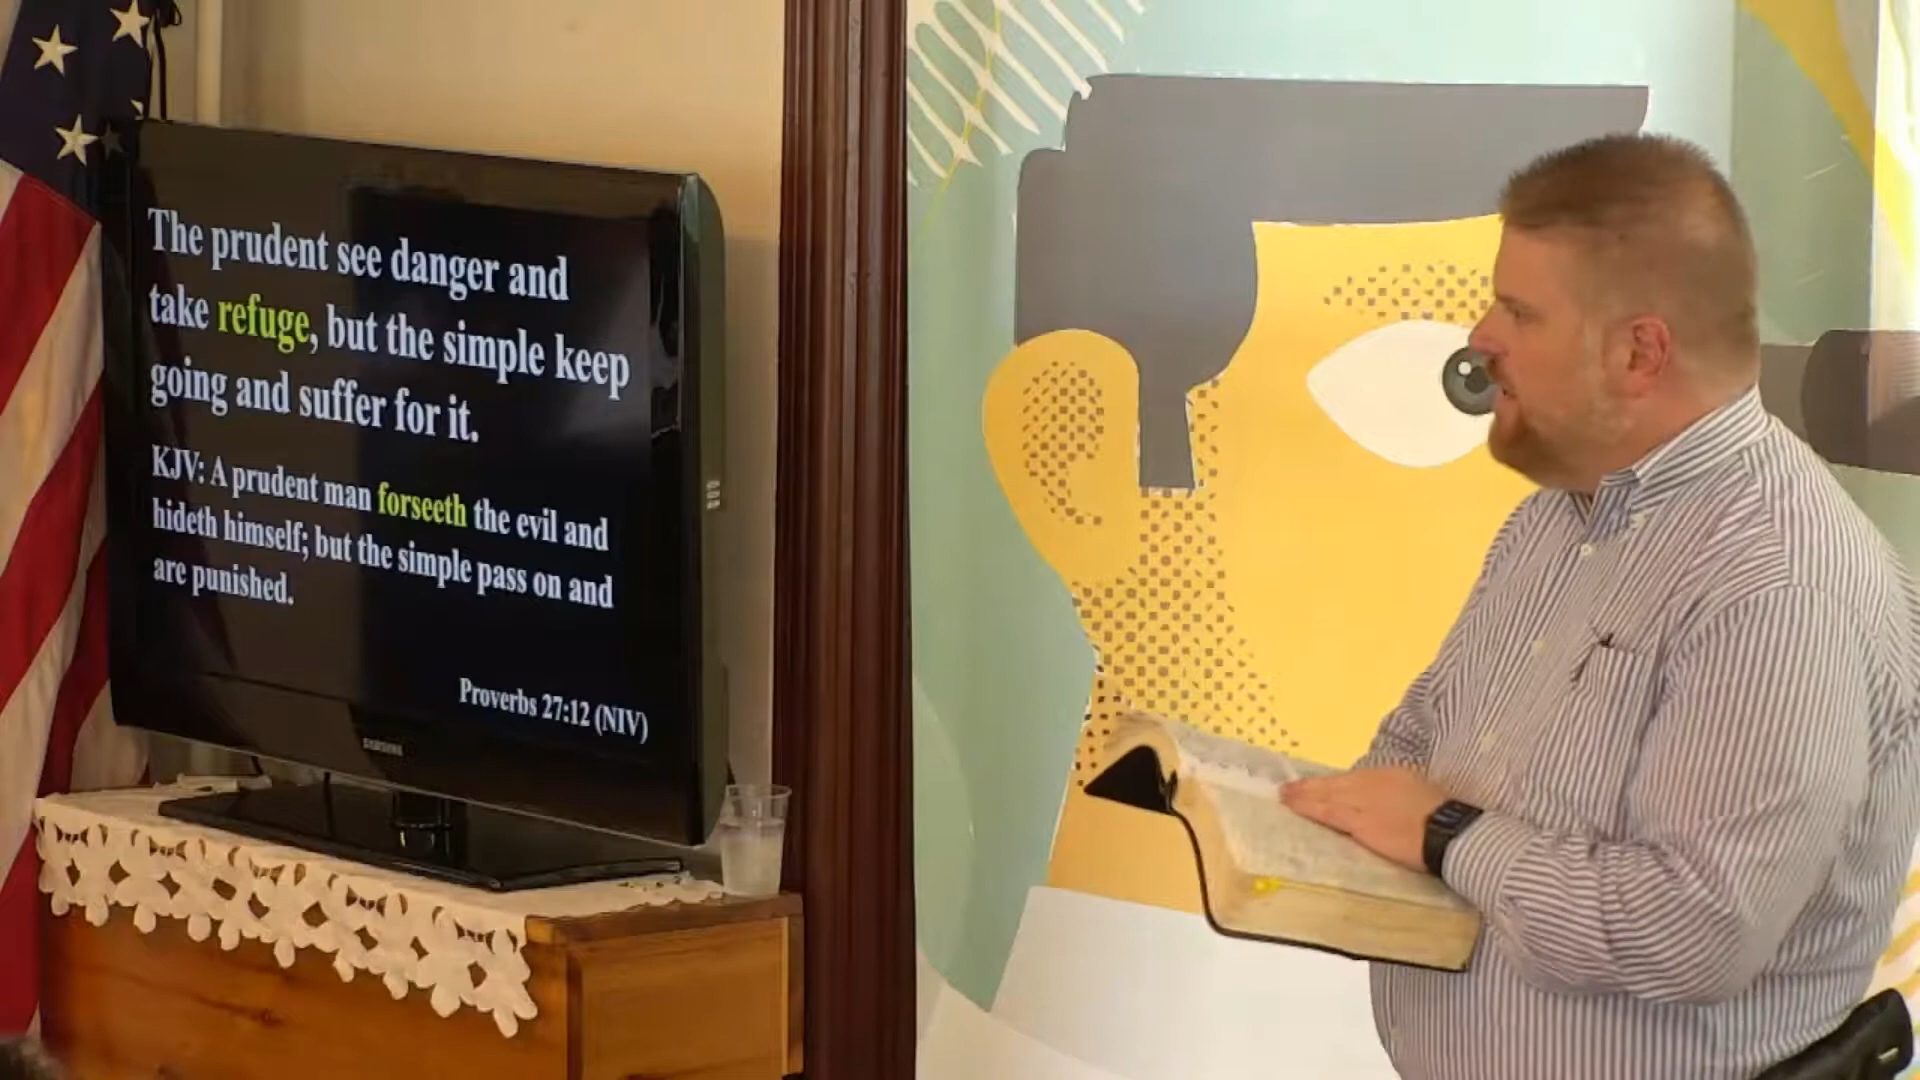 The prudent see danger and
take refuge, but the simple keep
going and suffer for it.
KJV: A prudent man forseeth the evil and
hideth himself; but the simple pass on and
are punished.
Proverbs 27:12 (NIV)
SAMSUNG